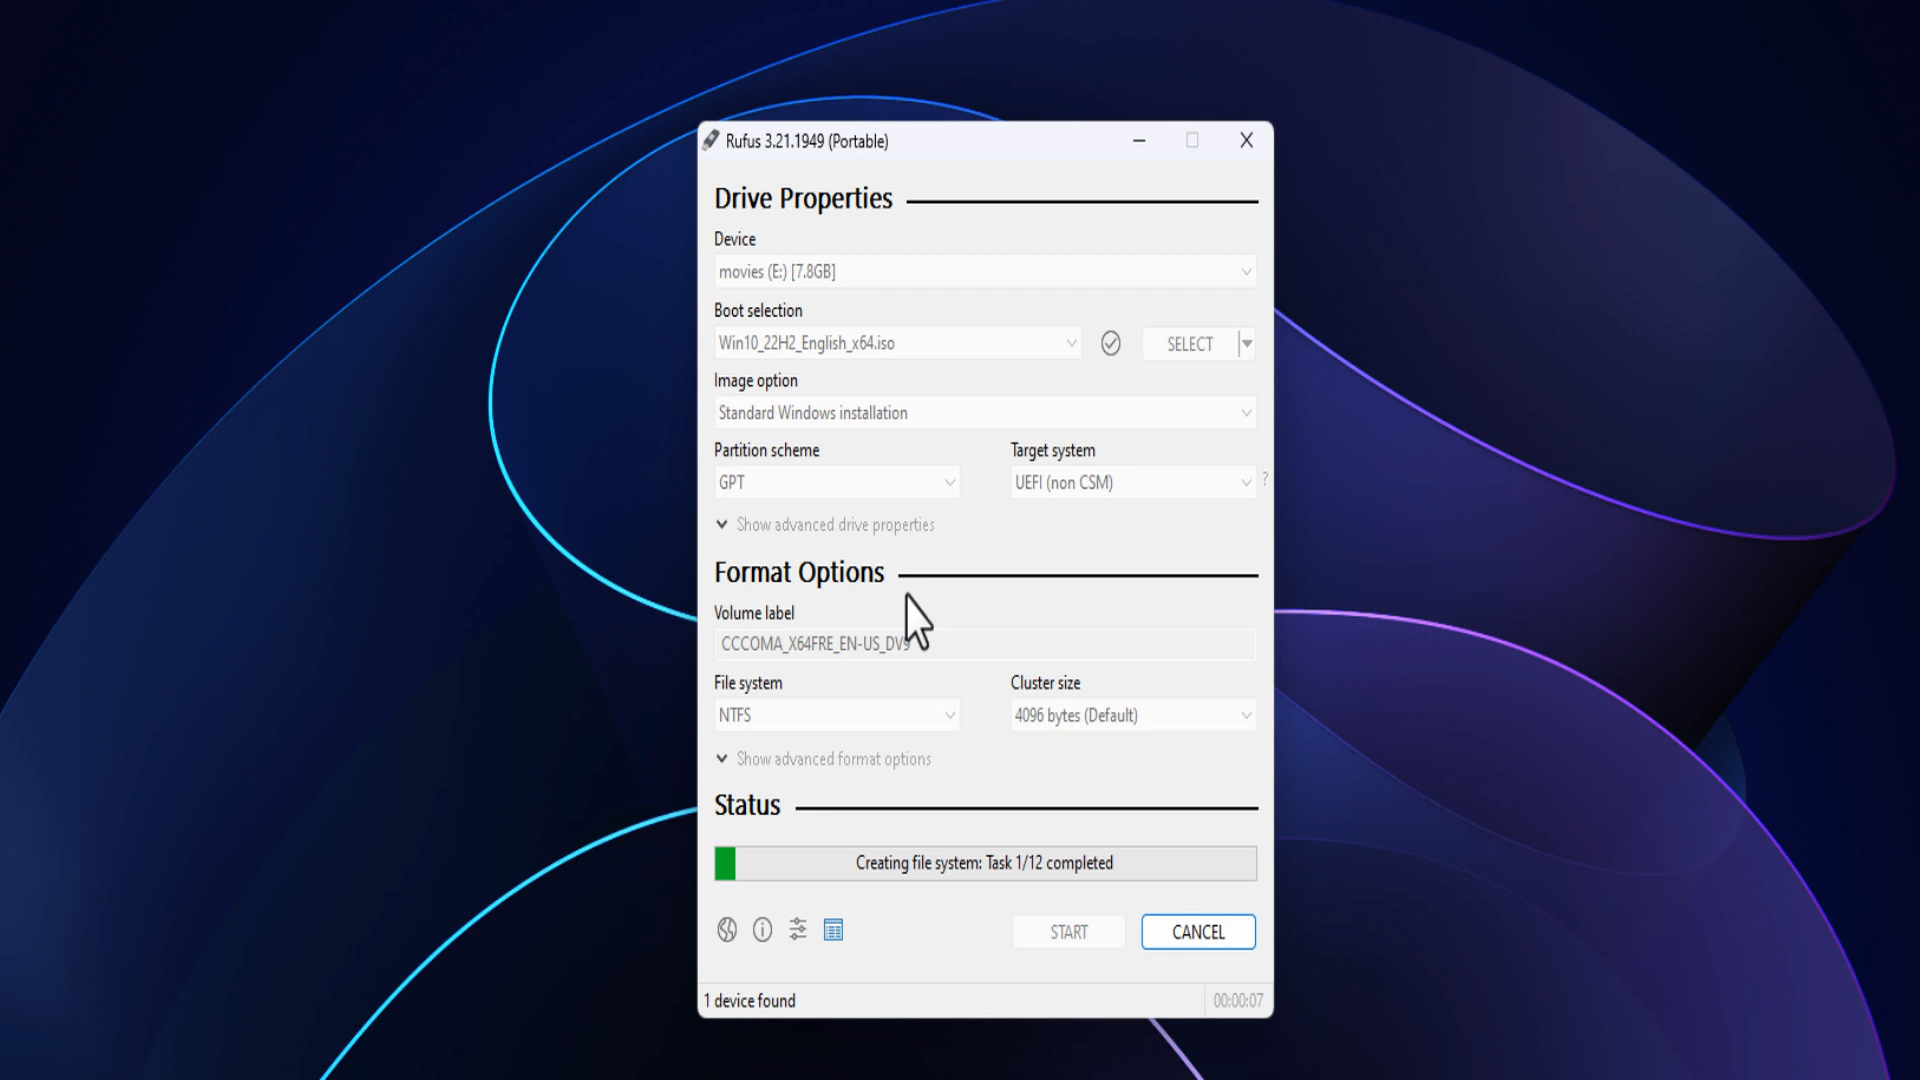 Rufus 3.21.1949 (Portable)
Drive Properties
Device
movies (E:) [7.8GB]
Boot selection
Win10_22H2_English_x64.iso
SELECT
Image option
Standard Windows installation
Partition scheme
Target system
GPT
UEFI (non CSM)
?
Show advanced drive properties
Format Options
Volume label
CCCOMA_X64FRE_EN-US_DV9
File system
Cluster size
NTFS
4096 bytes (Default)
Show advanced format options
Status
Creating file system: Task 1/12 completed
START
CANCEL
1 device found
00:00:07